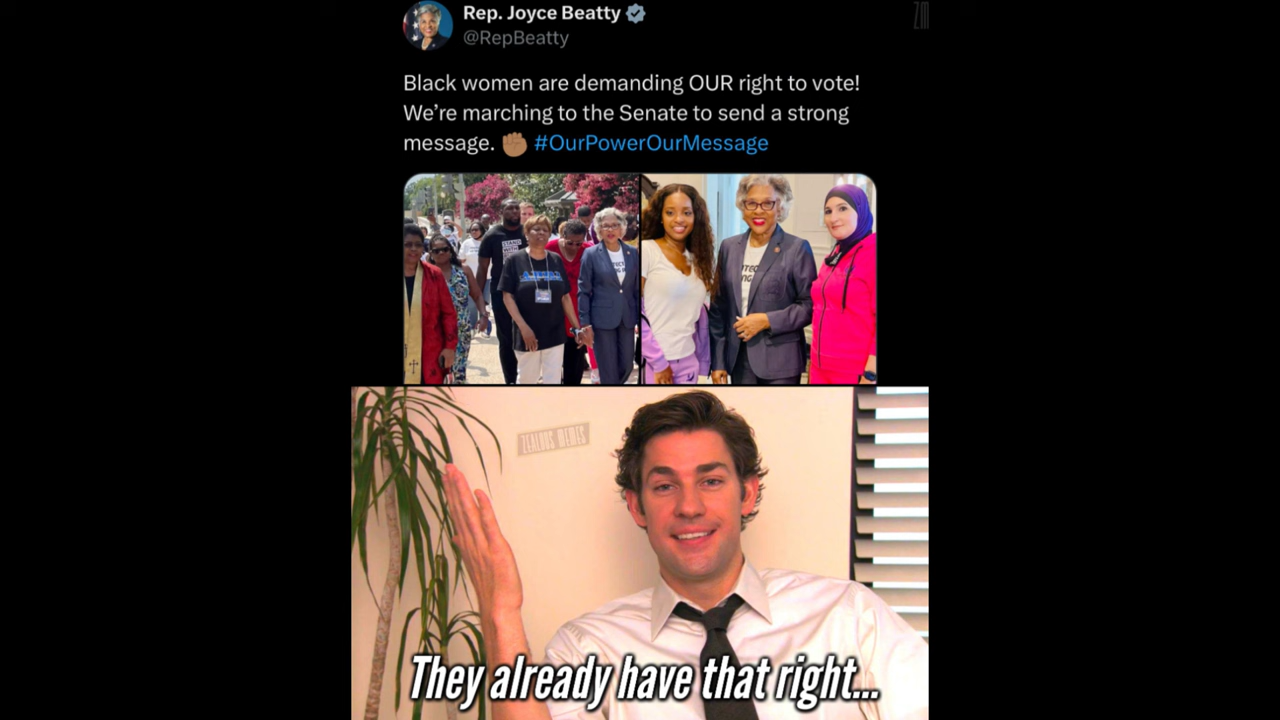 Rep. Joyce Beatty
ZM
@RepBeatty
Black women are demanding OUR right to vote!
We're marching to the Senate to send a strong
message. ✊🏽 #OurPowerOurMessage
ZEALOUS MEMES
They already have that right...